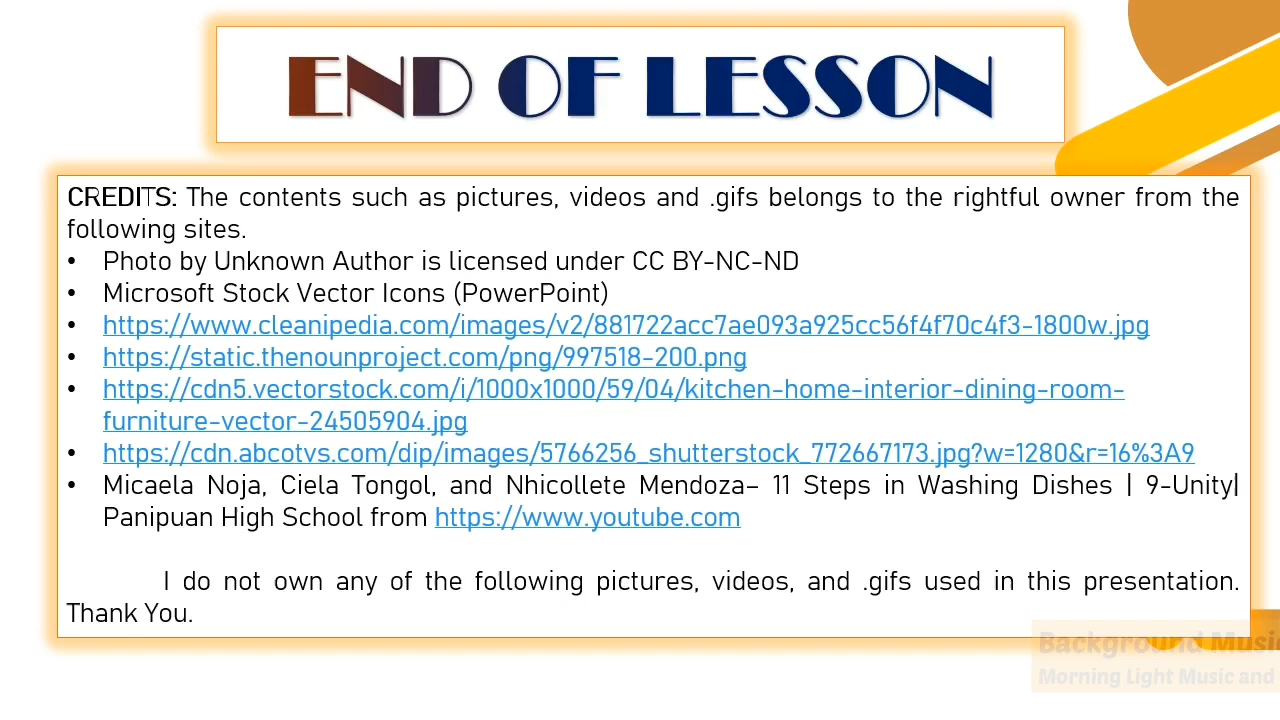 END OF LESSON
CREDITS: The contents such as pictures, videos and .gifs belongs to the rightful owner from the
following sites.
• Photo by Unknown Author is licensed under CC BY-NC-ND
• Microsoft Stock Vector Icons (PowerPoint)
• https://www.cleanipedia.com/images/v2/881722acc7ae093a925cc56f4f70c4f3-1800w.jpg
• https://static.thenounproject.com/png/997518-200.png
• https://cdn5.vectorstock.com/i/1000x1000/59/04/kitchen-home-interior-dining-room-
furniture-vector-24505904.jpg
• https://cdn.abcotvs.com/dip/images/5766256_shutterstock_772667173.jpg?w=1280&r=16%3A9
• Micaela Noja, Ciela Tongol, and Nhicollete Mendoza– 11 Steps in Washing Dishes | 9-Unity|
Panipuan High School from https://www.youtube.com
I do not own any of the following pictures, videos, and .gifs used in this presentation.
Thank You.
Background Music
Morning Light Music and